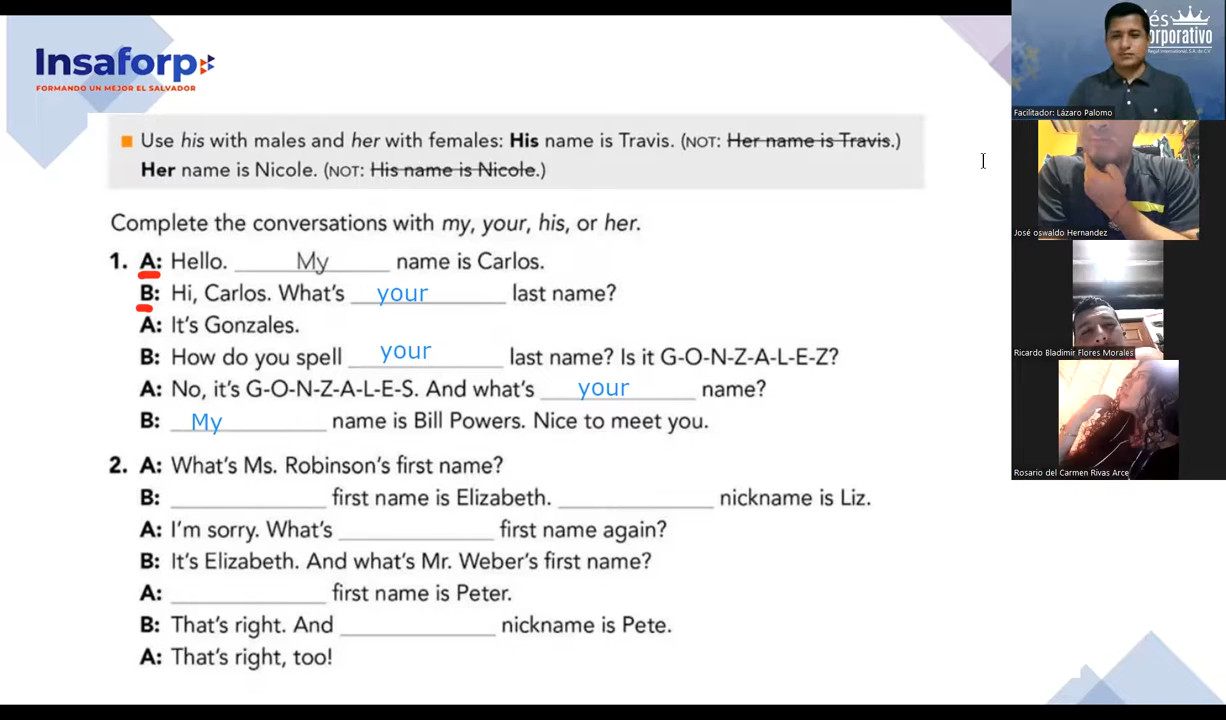 Insaforp
FORMANDO UN MEJOR EL SALVADOR
Use his with males and her with females: His name is Travis. (NOT: Her name is Travis.)
Her name is Nicole. (NOT: His name is Nicole.)
Complete the conversations with my, your, his, or her.
1. A: Hello. My name is Carlos.
B: Hi, Carlos. What's your last name?
A: It's Gonzales.
B: How do you spell your last name? Is it G-O-N-Z-A-L-E-Z?
A: No, it's G-O-N-Z-A-L-E-S. And what's your name?
B: My name is Bill Powers. Nice to meet you.
2. A: What's Ms. Robinson's first name?
B: ____________ first name is Elizabeth. ____________ nickname is Liz.
A: I'm sorry. What's ____________ first name again?
B: It's Elizabeth. And what's Mr. Weber's first name?
A: ____________ first name is Peter.
B: That's right. And ____________ nickname is Pete.
A: That's right, too!
és
orporativo
Facilitador: Lázaro Palomo
José oswaldo Hernandez
Ricardo Bladimir Flores Morales
Rosario del Carmen Rivas Arce